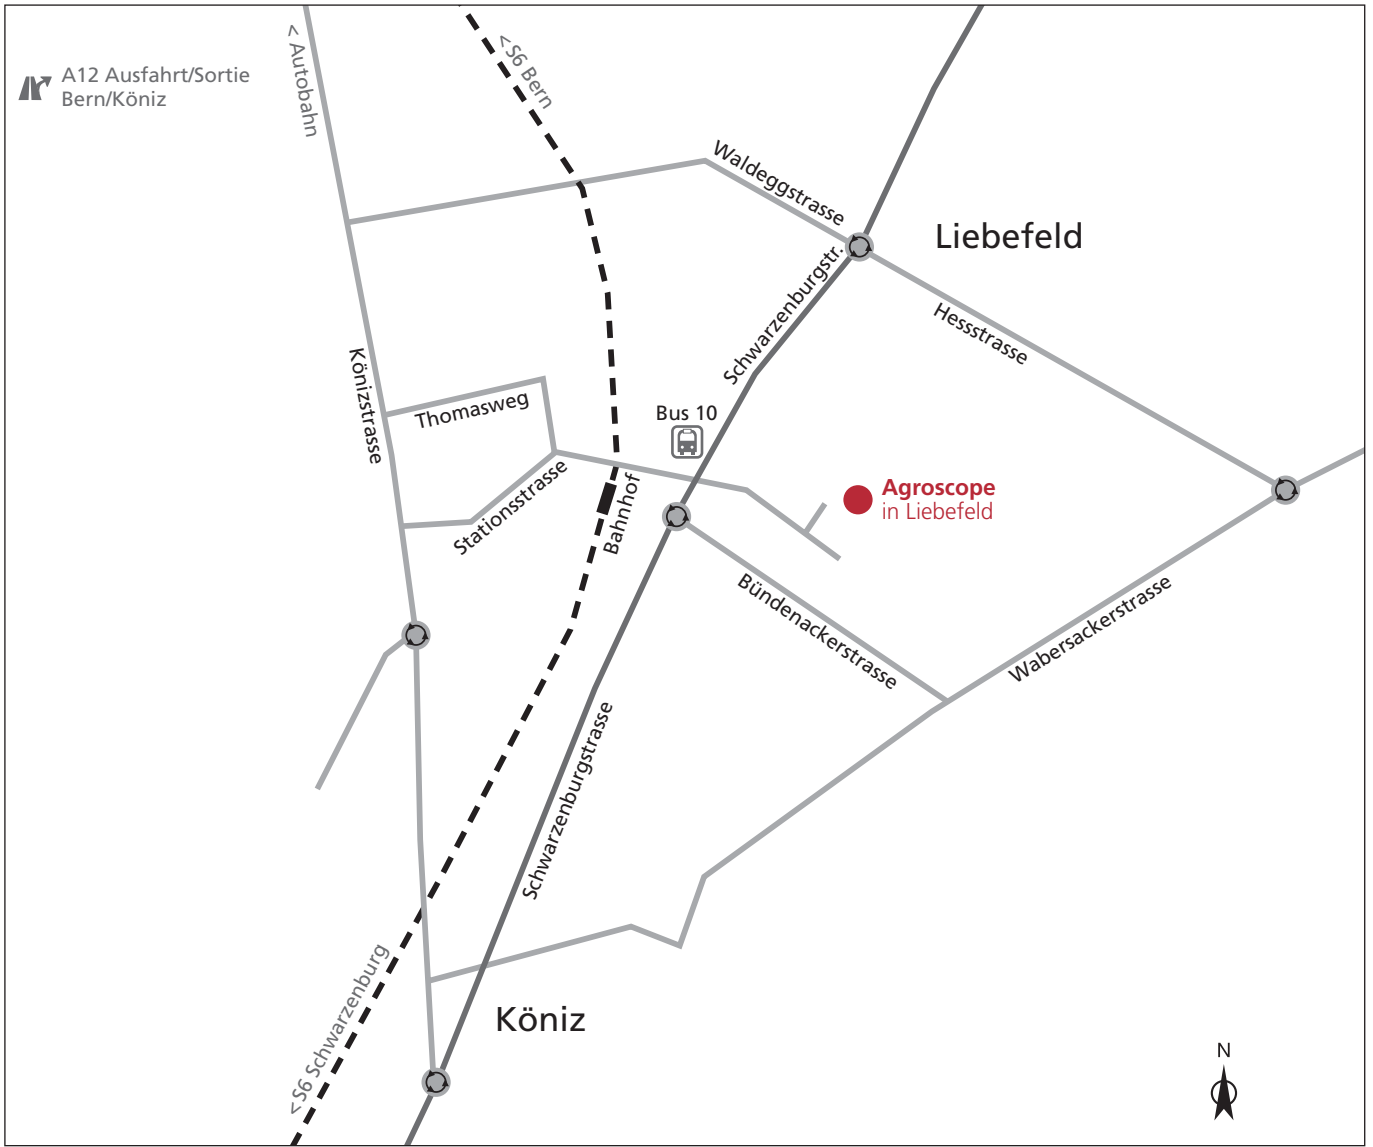 < Autobahn
< S6 Bern
A12 Ausfahrt/Sortie
Bern/Köniz
Waldeggstrasse
Liebefeld
Schwarzenburgstr.
Hessstrasse
Könizstrasse
Thomasweg
Bus 10
Stationsstrasse
Bahnhof
Agroscope
in Liebefeld
Bündenackerstrasse
Wabersackerstrasse
Schwarzenburgstrasse
< S6 Schwarzenburg
Köniz
N